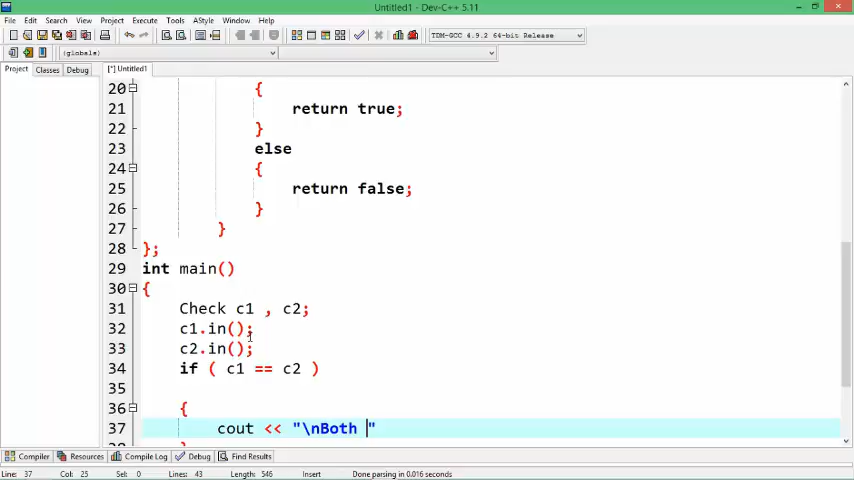 Untitled1 - Dev-C++ 5.11
File Edit Search View Project Execute Tools AStyle Window Help
TDM-GCC 4.9.2 64-bit Release
(globals)
Project Classes Debug
[*] Untitled1
20 {
21 return true;
22 }
23 else
24 {
25 return false;
26 }
27 }
28 };
29 int main()
30 {
31 Check c1 , c2;
32 c1.in();
33 c2.in();
34 if ( c1 == c2 )
35
36 {
37 cout << "\nBoth "
Compiler Resources Compile Log Debug Find Results
Line: 37 Col: 25 Sel: 0 Lines: 43 Length: 546 Insert Done parsing in 0.016 seconds